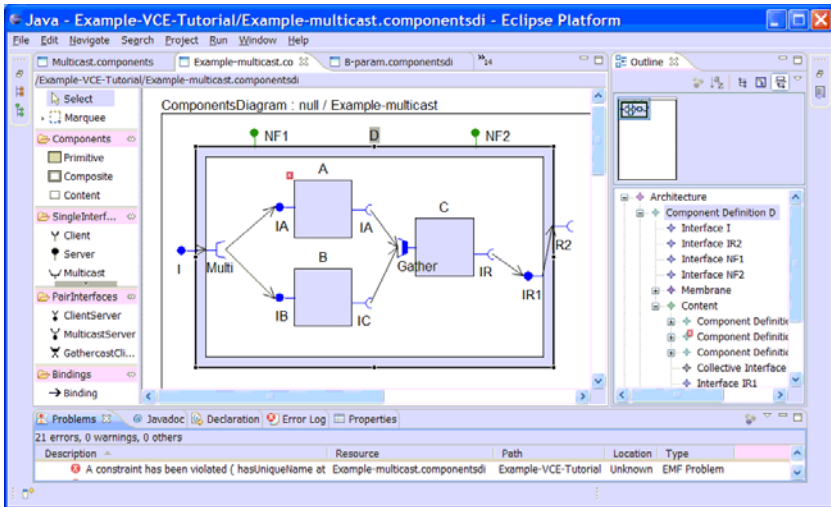 Java - Example-VCE-Tutorial/Example-multicast.componentsdi - Eclipse Platform
File Edit Navigate Search Project Run Window Help
Multicast.components Example-multicast.co B-param.componentsdi »14
/Example-VCE-Tutorial/Example-multicast.componentsdi
Select
Marquee
Components
Primitive
Composite
Content
SingleInterf...
Client
Server
Multicast
PairInterfaces
ClientServer
MulticastServer
GathercastCli...
Bindings
Binding
ComponentsDiagram : null / Example-multicast
NF1 D NF2
A
C
IA IA
R2
I Multi B Gather IR
IR1
IB IC
Outline
Architecture
Component Definition D
Interface I
Interface IR2
Interface NF1
Interface NF2
Membrane
Content
Component Definitio
Component Definitio
Component Definitio
Collective Interface
Interface IR1
Problems Javadoc Declaration Error Log Properties
21 errors, 0 warnings, 0 others
Description Resource Path Location Type
A constraint has been violated ( hasUniqueName at Example-multicast.componentsdi Example-VCE-Tutorial Unknown EMF Problem